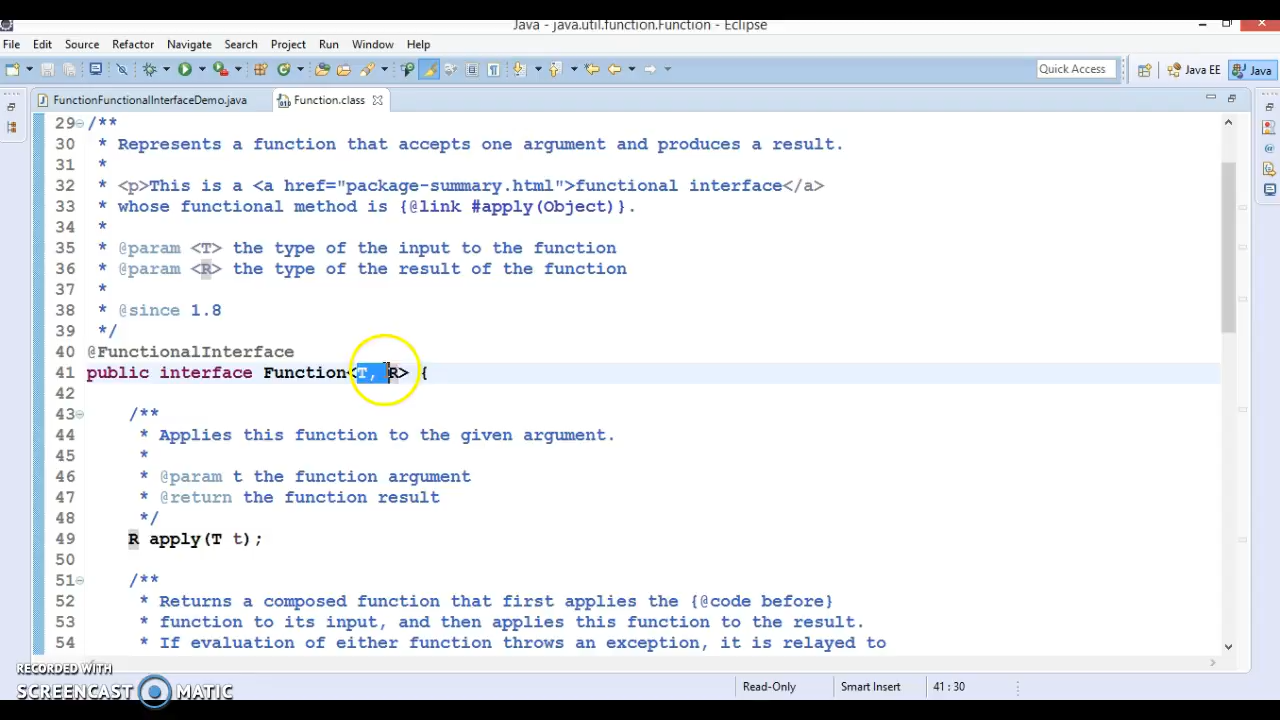 Java - java.util.function.Function - Eclipse
File Edit Source Refactor Navigate Search Project Run Window Help
Quick Access Java EE Java
FunctionFunctionalInterfaceDemo.java Function.class
29 /**
30 * Represents a function that accepts one argument and produces a result.
31 *
32 * <p>This is a <a href="package-summary.html">functional interface</a>
33 * whose functional method is {@link #apply(Object)}.
34 *
35 * @param <T> the type of the input to the function
36 * @param <R> the type of the result of the function
37 *
38 * @since 1.8
39 */
40 @FunctionalInterface
41 public interface Function<T, R> {
42
43 /**
44 * Applies this function to the given argument.
45 *
46 * @param t the function argument
47 * @return the function result
48 */
49 R apply(T t);
50
51 /**
52 * Returns a composed function that first applies the {@code before}
53 * function to its input, and then applies this function to the result.
54 * If evaluation of either function throws an exception, it is relayed to
RECORDED WITH
SCREENCAST MATIC
Read-Only Smart Insert 41 : 30